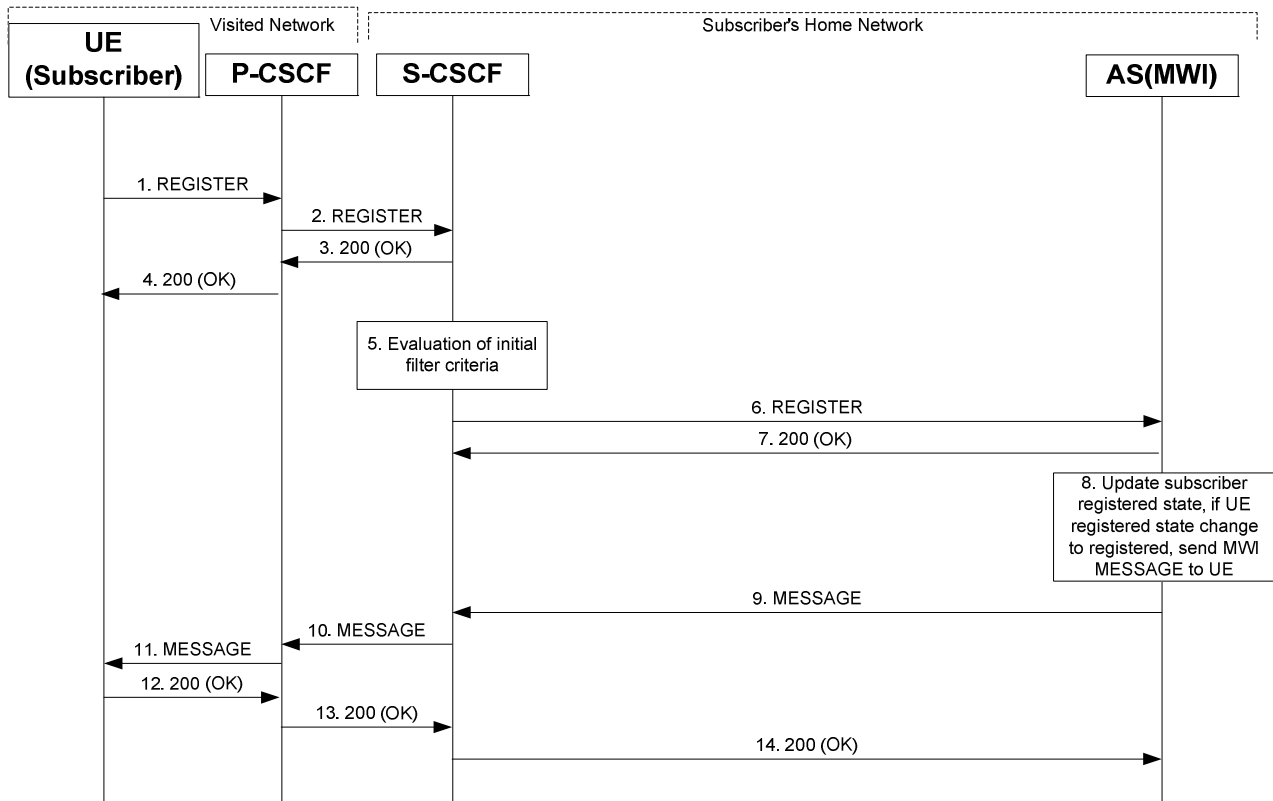 Visited Network
Subscriber's Home Network
UE
(Subscriber)
P-CSCF
S-CSCF
AS(MWI)
1. REGISTER
2. REGISTER
3. 200 (OK)
4. 200 (OK)
5. Evaluation of initial
filter criteria
6. REGISTER
7. 200 (OK)
8. Update subscriber
registered state, if UE
registered state change
to registered, send MWI
MESSAGE to UE
9. MESSAGE
10. MESSAGE
11. MESSAGE
12. 200 (OK)
13. 200 (OK)
14. 200 (OK)